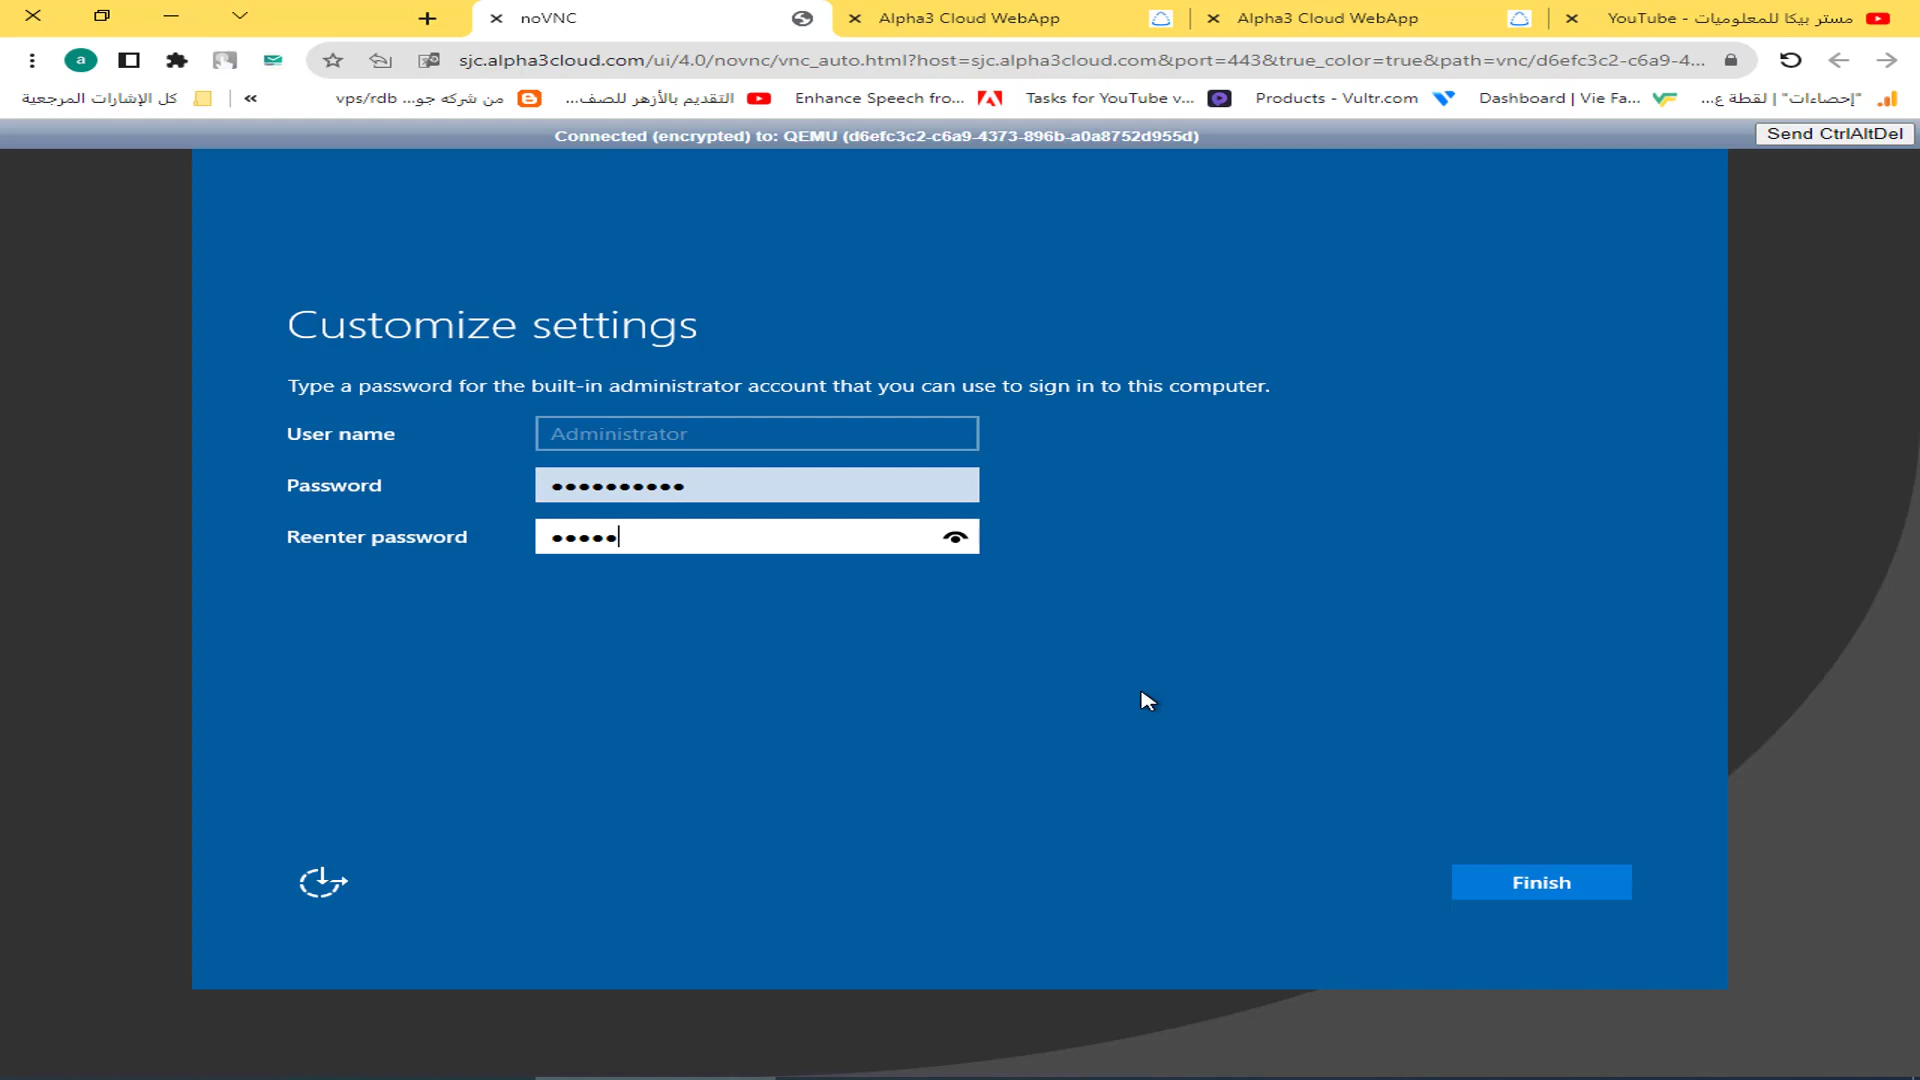 noVNC
Alpha3 Cloud WebApp
Alpha3 Cloud WebApp
مستر بيكا للمعلوميات - YouTube
a
sjc.alpha3cloud.com/ui/4.0/novnc/vnc_auto.html?host=sjc.alpha3cloud.com&port=443&true_color=true&path=vnc/d6efc3c2-c6a9-4...
كل الإشارات المرجعية
«
من شركه جو... vps/rdb
التقديم بالأزهر للصف...
Enhance Speech fro...
Tasks for YouTube v...
Products - Vultr.com
Dashboard | Vie Fa...
"إحصاءات" | لقطة ع...
Connected (encrypted) to: QEMU (d6efc3c2-c6a9-4373-896b-a0a8752d955d)
Send CtrlAltDel
Customize settings
Type a password for the built-in administrator account that you can use to sign in to this computer.
User name
Administrator
Password
Reenter password
Finish